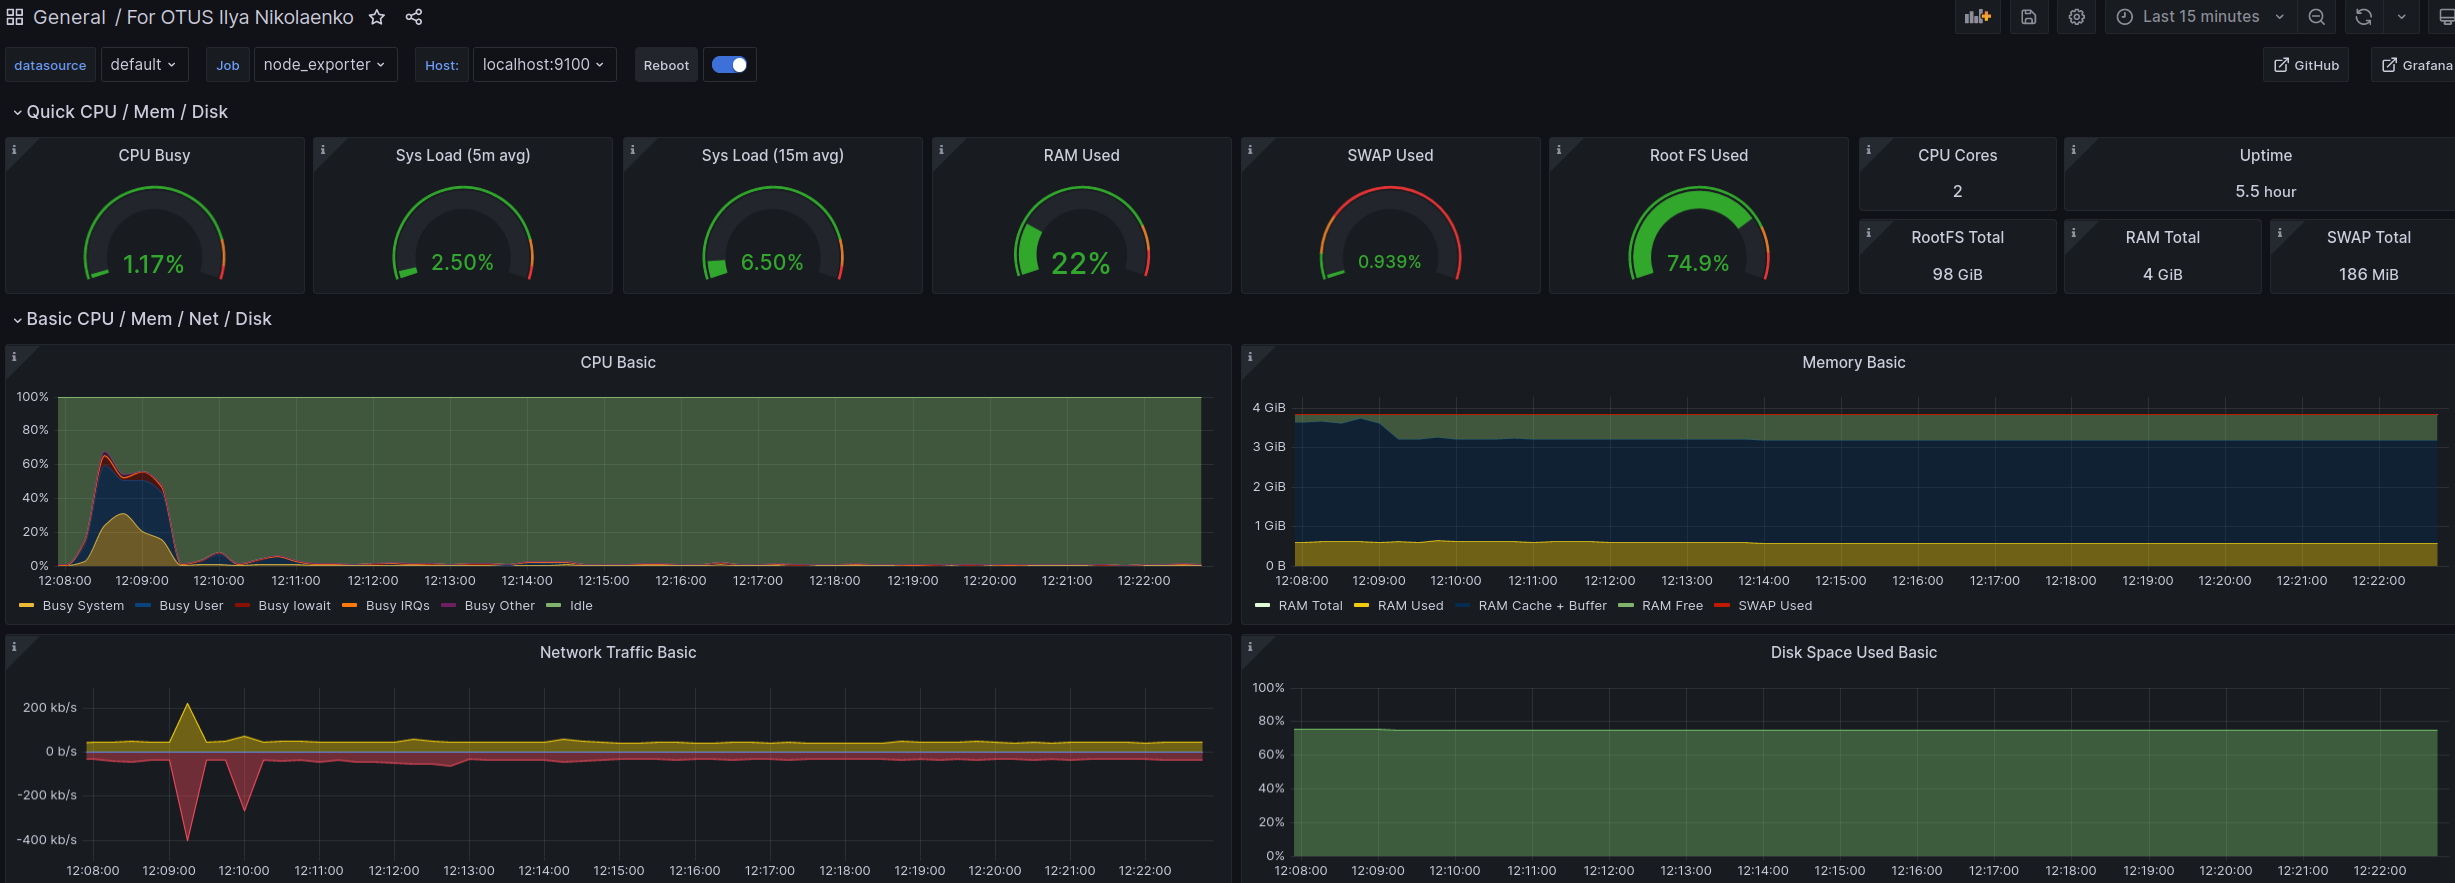 General / For OTUS Ilya Nikolaenko
Last 15 minutes
datasource default Job node_exporter Host: localhost:9100 Reboot
GitHub Grafana
Quick CPU / Mem / Disk
CPU Busy
1.17%
Sys Load (5m avg)
2.50%
Sys Load (15m avg)
6.50%
RAM Used
22%
SWAP Used
0.939%
Root FS Used
74.9%
CPU Cores
2
Uptime
5.5 hour
RootFS Total
98 GiB
RAM Total
4 GiB
SWAP Total
186 MiB
Basic CPU / Mem / Net / Disk
CPU Basic
100%
80%
60%
40%
20%
0%
12:08:00 12:09:00 12:10:00 12:11:00 12:12:00 12:13:00 12:14:00 12:15:00 12:16:00 12:17:00 12:18:00 12:19:00 12:20:00 12:21:00 12:22:00
Busy System Busy User Busy Iowait Busy IRQs Busy Other Idle
Memory Basic
4 GiB
3 GiB
2 GiB
1 GiB
0 B
12:08:00 12:09:00 12:10:00 12:11:00 12:12:00 12:13:00 12:14:00 12:15:00 12:16:00 12:17:00 12:18:00 12:19:00 12:20:00 12:21:00 12:22:00
RAM Total RAM Used RAM Cache + Buffer RAM Free SWAP Used
Network Traffic Basic
200 kb/s
0 b/s
-200 kb/s
-400 kb/s
12:08:00 12:09:00 12:10:00 12:11:00 12:12:00 12:13:00 12:14:00 12:15:00 12:16:00 12:17:00 12:18:00 12:19:00 12:20:00 12:21:00 12:22:00
Disk Space Used Basic
100%
80%
60%
40%
20%
0%
12:08:00 12:09:00 12:10:00 12:11:00 12:12:00 12:13:00 12:14:00 12:15:00 12:16:00 12:17:00 12:18:00 12:19:00 12:20:00 12:21:00 12:22:00